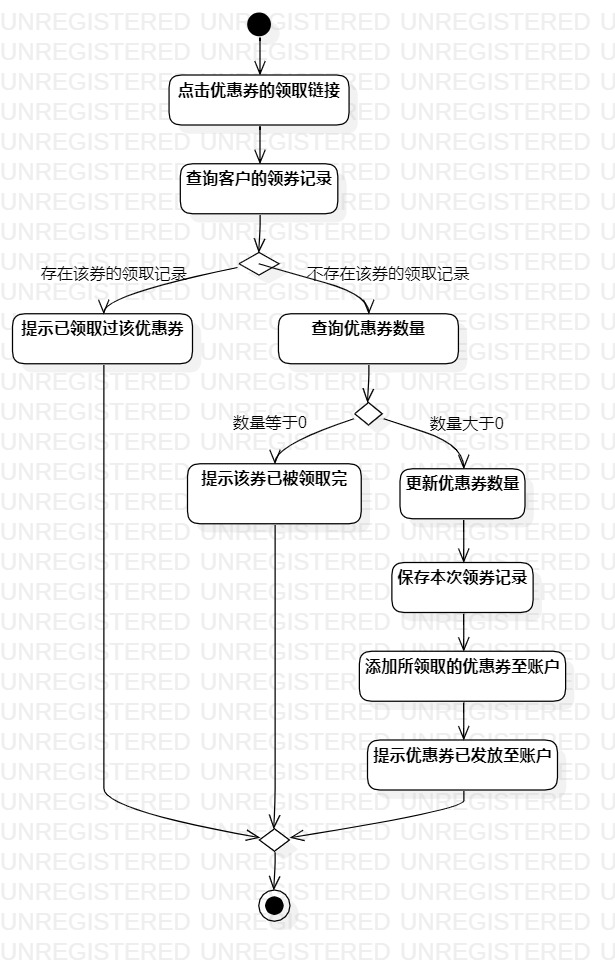 点击优惠券的领取链接
查询客户的领券记录
存在该券的领取记录
不存在该券的领取记录
提示已领取过该优惠券
查询优惠券数量
数量等于0
数量大于0
提示该券已被领取完
更新优惠券数量
保存本次领券记录
添加所领取的优惠券至账户
提示优惠券已发放至账户
UNREGISTERED